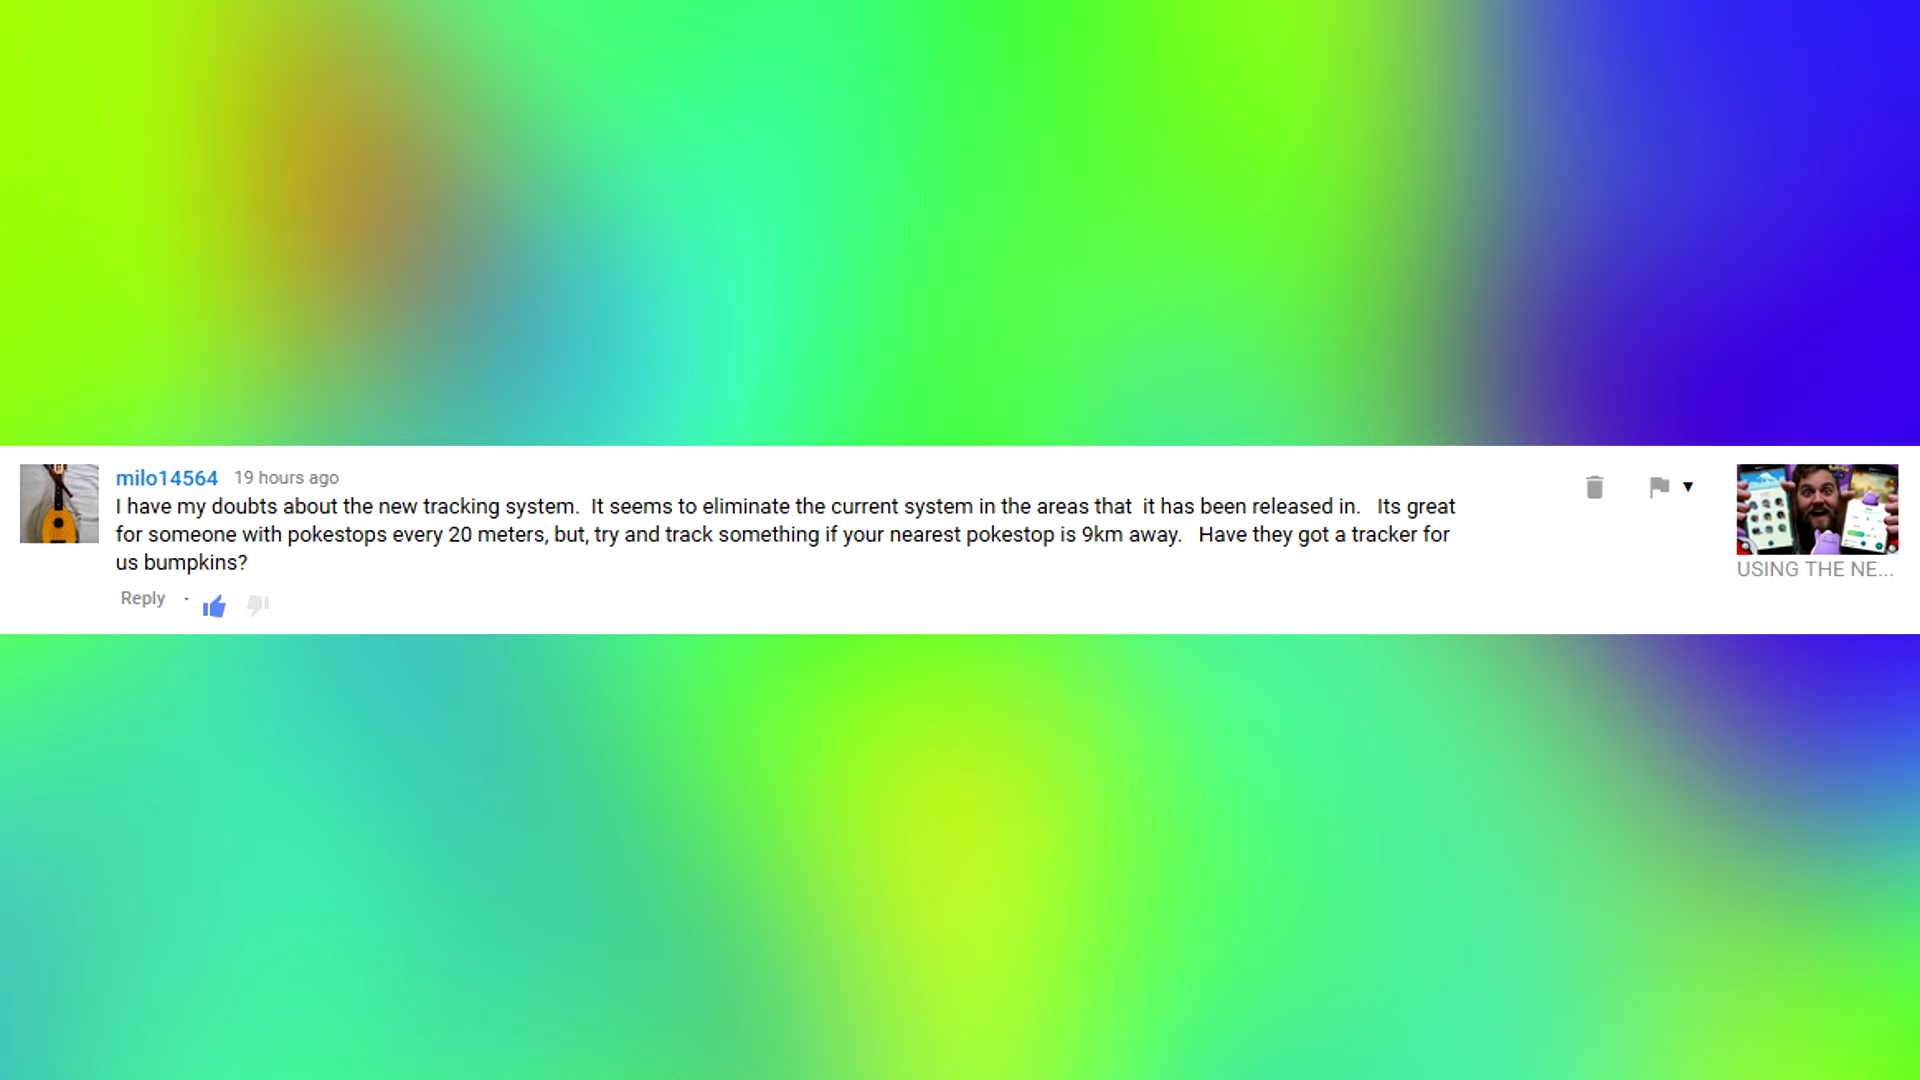 milo14564 19 hours ago
I have my doubts about the new tracking system.  It seems to eliminate the current system in the areas that  it has been released in.   Its great
for someone with pokestops every 20 meters, but, try and track something if your nearest pokestop is 9km away.   Have they got a tracker for
us bumpkins?
Reply ·
USING THE NE...